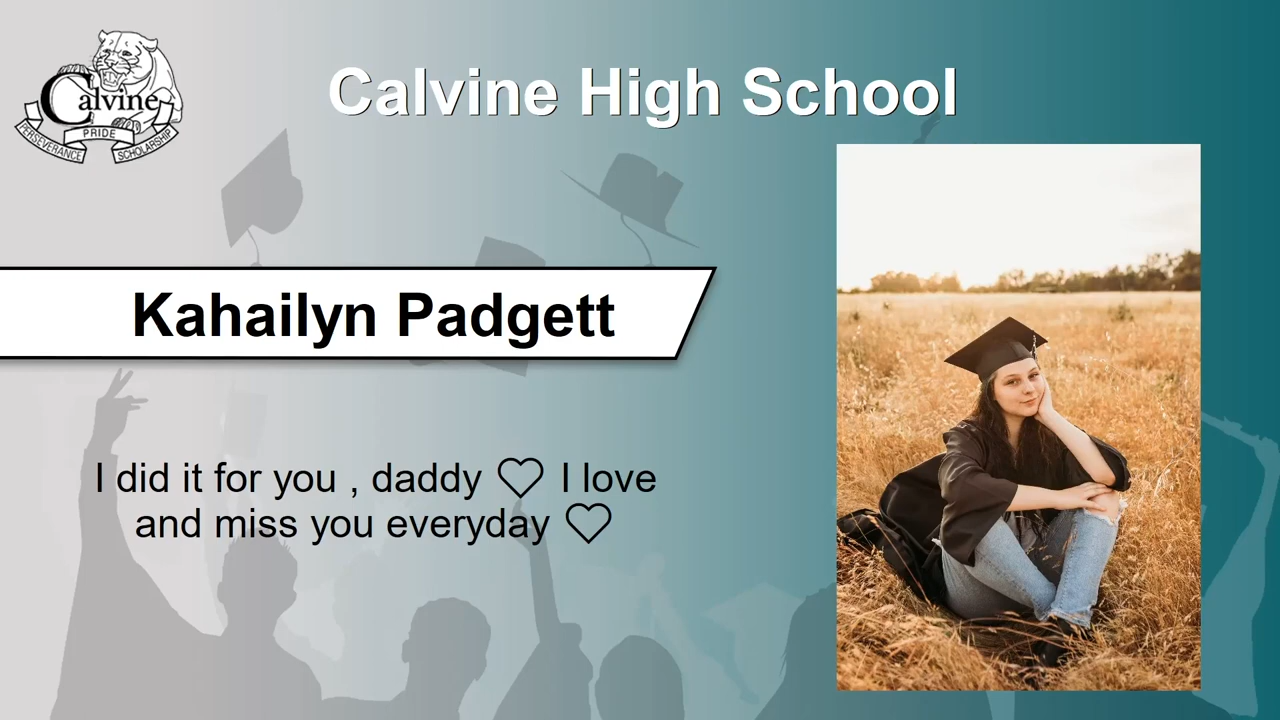 Calvine
PERSEVERANCE
PRIDE
SCHOLARSHIP
Calvine High School
Kahailyn Padgett
I did it for you , daddy ♡ I love
and miss you everyday ♡